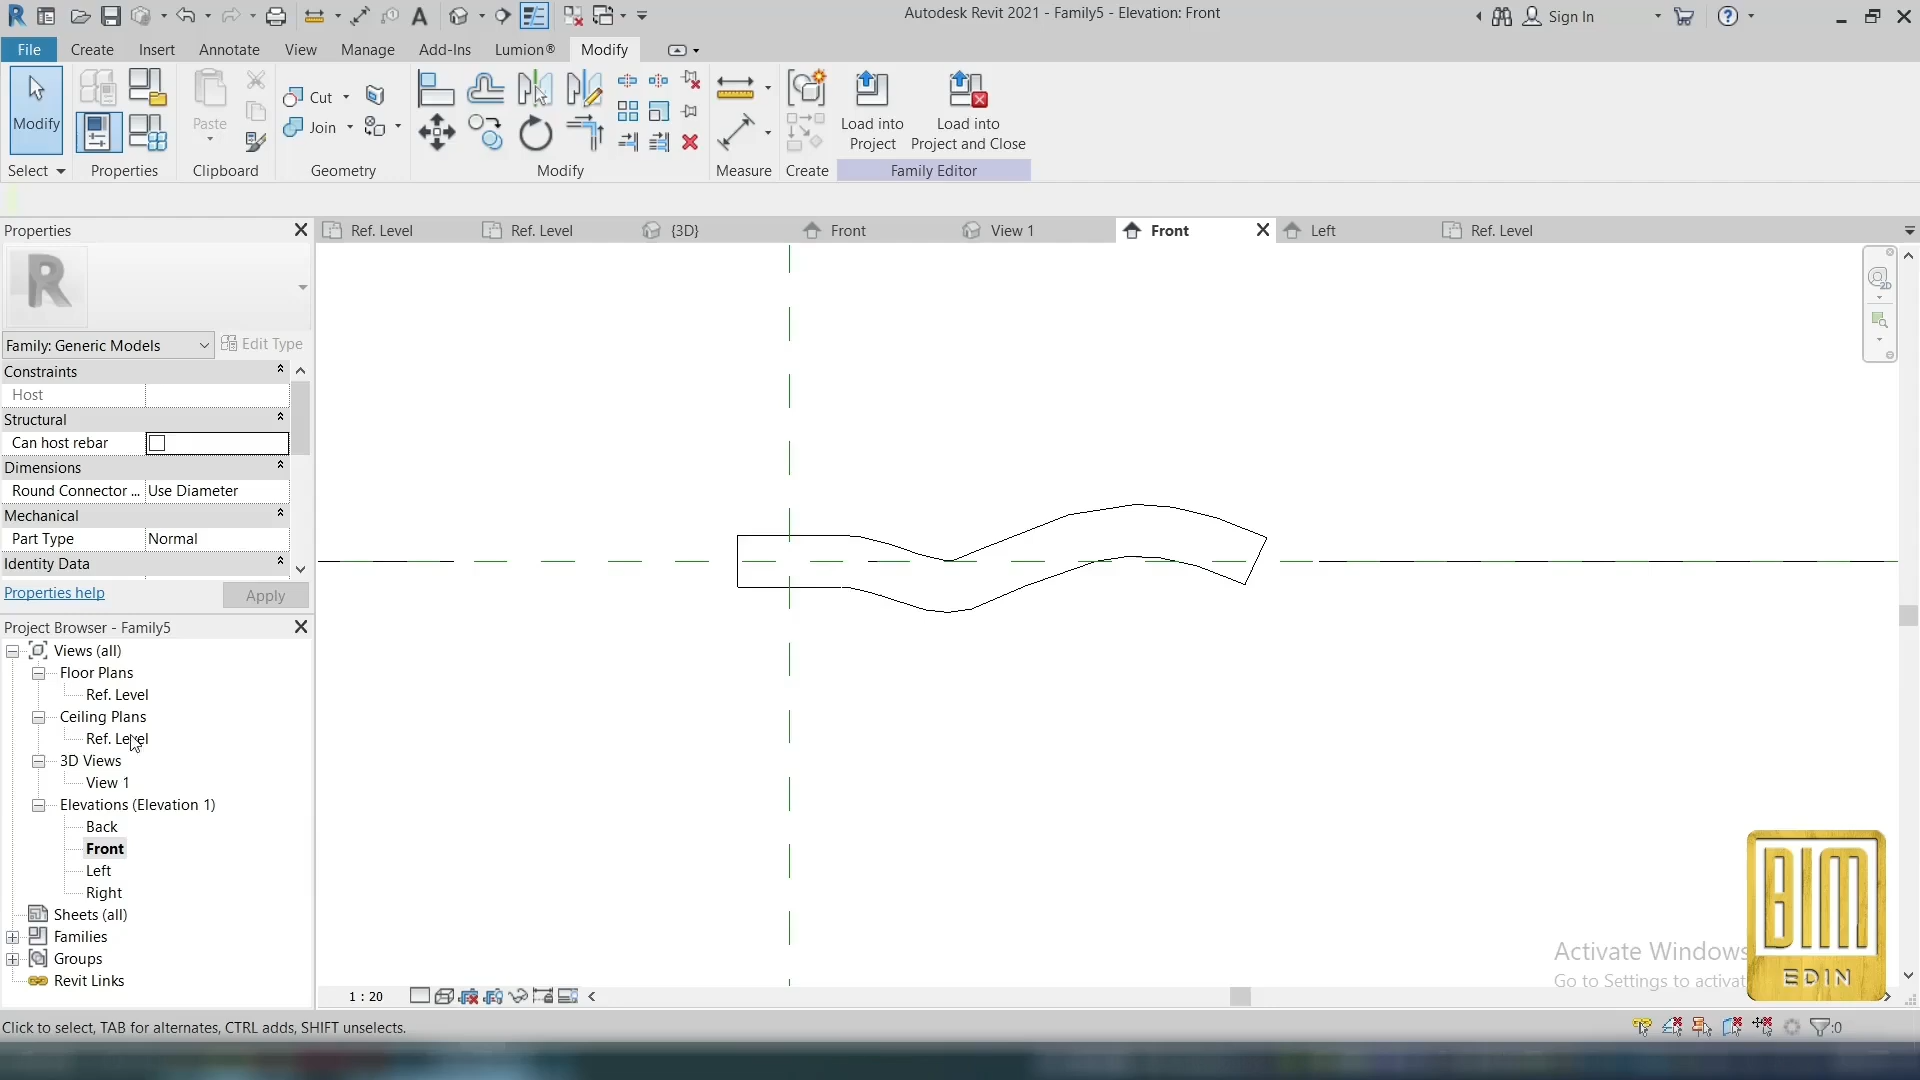 Autodesk Revit 2021 - Family5 - Elevation: Front
Sign In
File Create Insert Annotate View Manage Add-Ins Lumion® Modify
Modify
Paste
Cut
Join
Load into Project
Load into Project and Close
Select Properties Clipboard Geometry Modify Measure Create Family Editor
Properties
Ref. Level
Ref. Level
{3D}
Front
View 1
Front
Left
Ref. Level
R
Family: Generic Models
Edit Type
Constraints
Host
Structural
Can host rebar
Dimensions
Round Connector ... Use Diameter
Mechanical
Part Type Normal
Identity Data
Properties help
Apply
Project Browser - Family5
Views (all)
Floor Plans
Ref. Level
Ceiling Plans
Ref. Level
3D Views
View 1
Elevations (Elevation 1)
Back
Front
Left
Right
Sheets (all)
Families
Groups
Revit Links
2D
1 : 20
Activate Windows
Go to Settings to activat
BIM
EDIN
Click to select, TAB for alternates, CTRL adds, SHIFT unselects.
:0